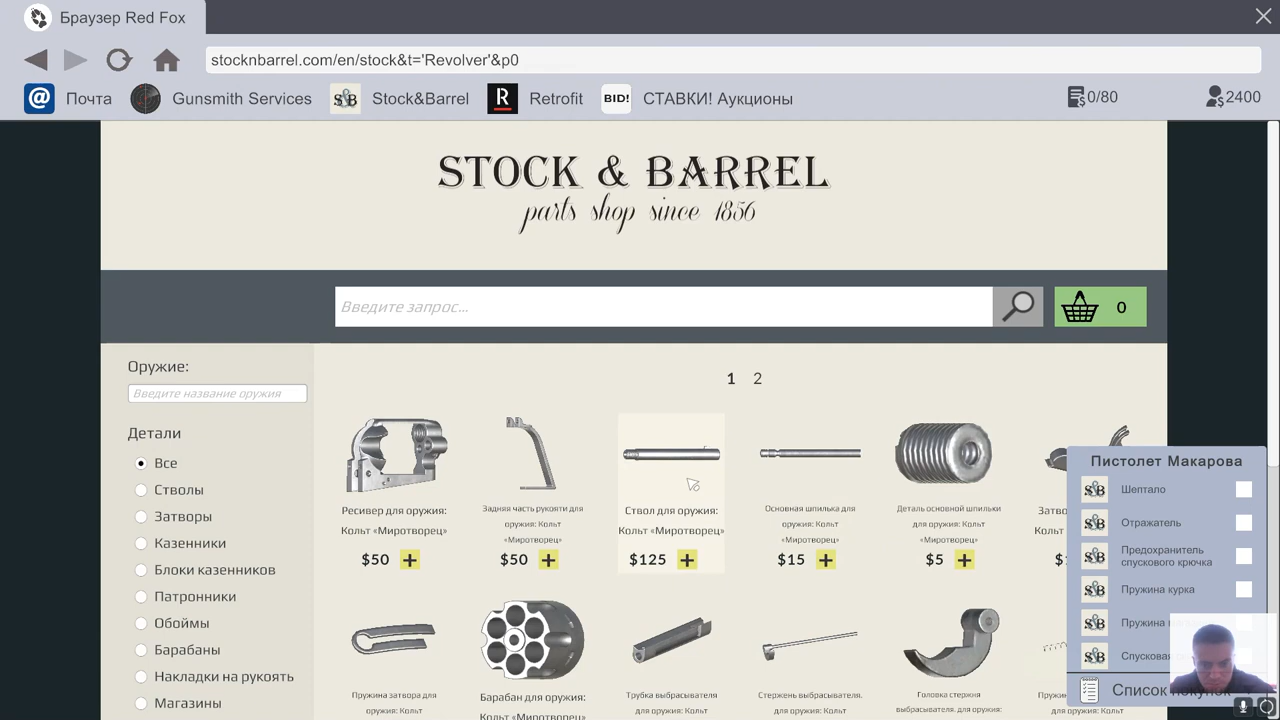 Браузер Red Fox
stocknbarrel.com/en/stock&t='Revolver'&p0
@ Почта Gunsmith Services S&B Stock&Barrel R Retrofit BID! СТАВКИ! Аукционы 0/80 2400
STOCK & BARREL
parts shop since 1856
Введите запрос... 0
Оружие:
Введите название оружия
Детали
Все
Стволы
Затворы
Казенники
Блоки казенников
Патронники
Обоймы
Барабаны
Накладки на рукоять
Магазины
1 2
Ресивер для оружия:
Кольт «Миротворец»
$50 +
Задняя часть рукояти для
оружия: Кольт
«Миротворец»
$50 +
Ствол для оружия:
Кольт «Миротворец»
$125 +
Основная шпилька для
оружия: Кольт
«Миротворец»
$15 +
Деталь основной шпильки
для оружия: Кольт
«Миротворец»
$5 +
Пружина затвора для
оружия: Кольт
Барабан для оружия:
Кольт «Миротворец»
Трубка выбрасывателя
для оружия: Кольт
Стержень выбрасывателя.
для оружия: Кольт
Головка стержня
выбрасывателя. для оружия:
для оружия: Кольт
Пистолет Макарова
S&B Шептало
S&B Отражатель
S&B Предохранитель
спускового крючка
S&B Пружина курка
S&B Пружина
S&B Спусковая
Список покупок